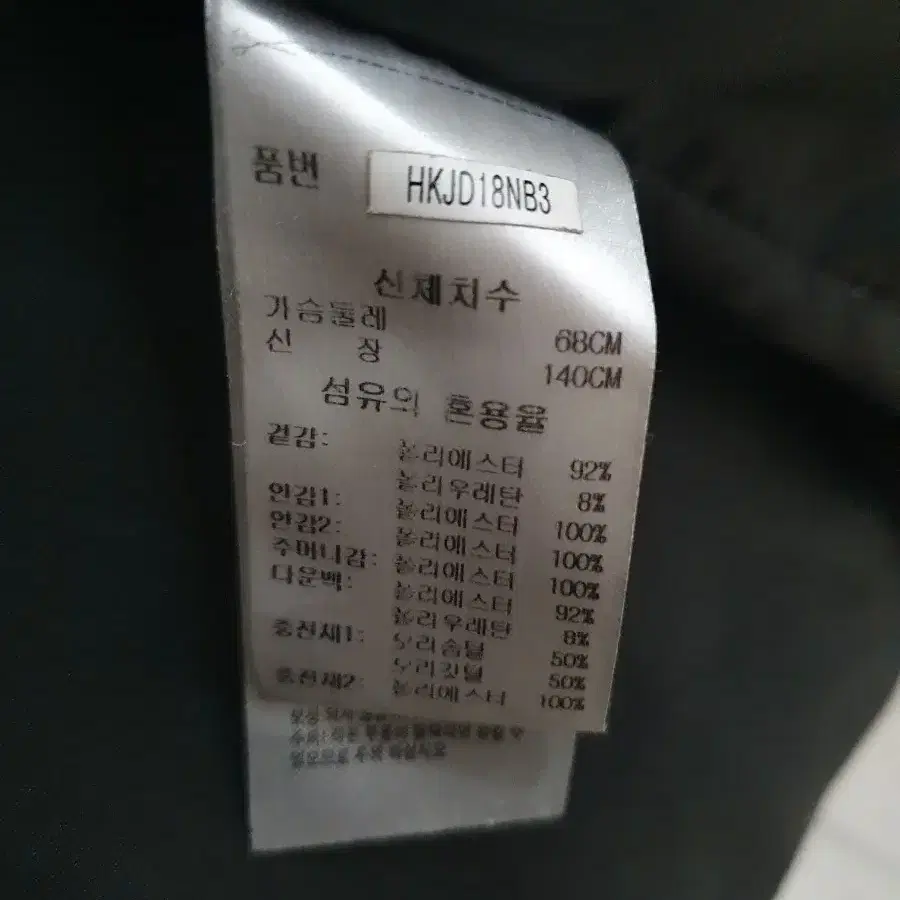 품번 HKJD18NB3
신체치수
가슴둘레 68CM
신 장 140CM
섬유의 혼용율
겉감: 폴리에스터 92%
폴리우레탄 8%
안감1: 폴리에스터 100%
안감2: 폴리에스터 100%
주머니감: 폴리에스터 100%
다운백: 폴리에스터 92%
폴리우레탄 8%
충전재1: 오리솜털 50%
오리깃털 50%
충전재2: 폴리에스터 100%